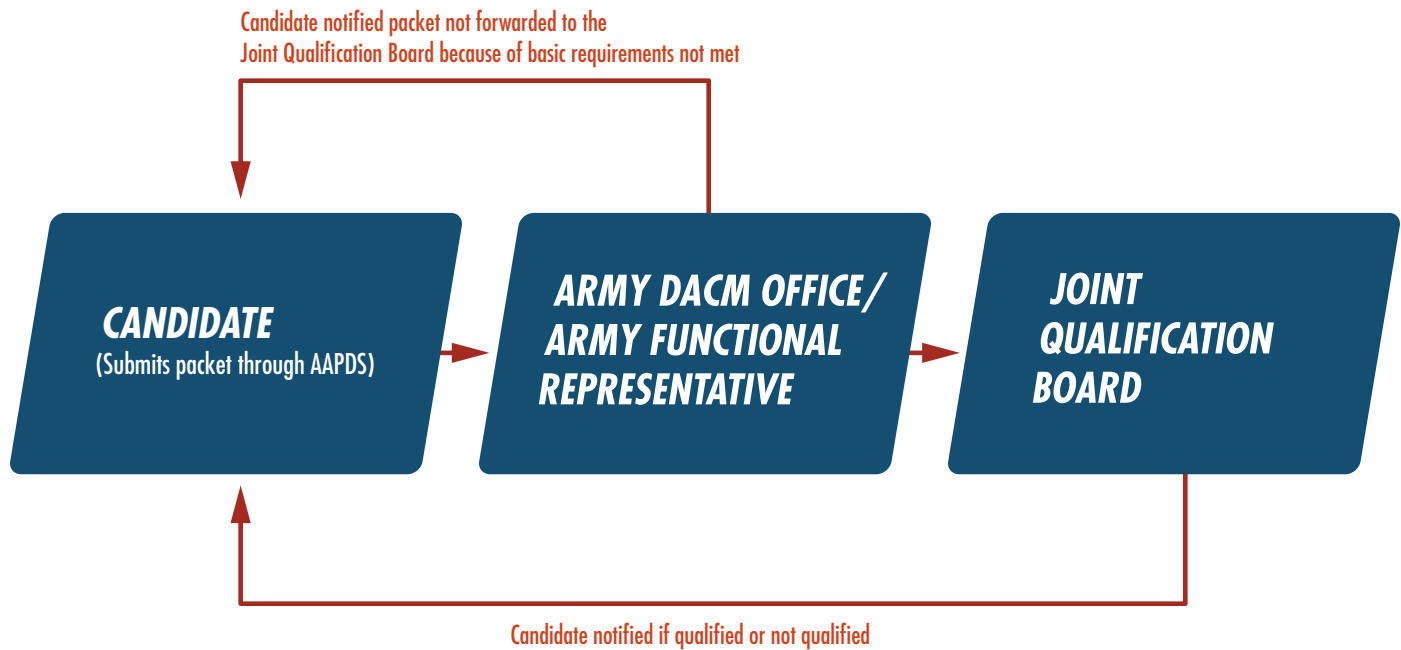 Candidate notified packet not forwarded to the
Joint Qualification Board because of basic requirements not met
CANDIDATE
(Submits packet through AAPDS)
ARMY DACM OFFICE/
ARMY FUNCTIONAL
REPRESENTATIVE
JOINT
QUALIFICATION
BOARD
Candidate notified if qualified or not qualified